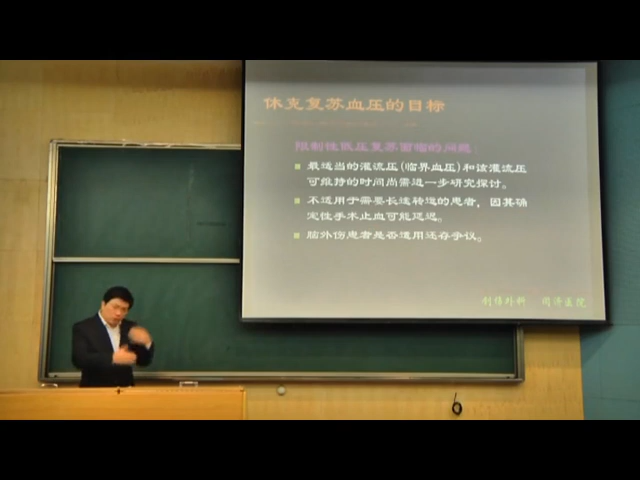 休克复苏血压的目标
限制性低压复苏面临的问题：
最适当的灌流压(临界血压)和该灌流压
可维持的时间尚需进一步研究探讨。
不适用于需要长途转运的患者，因其确
定性手术止血可能延迟。
脑外伤患者是否适用还存争议。
创伤外科 同济医院